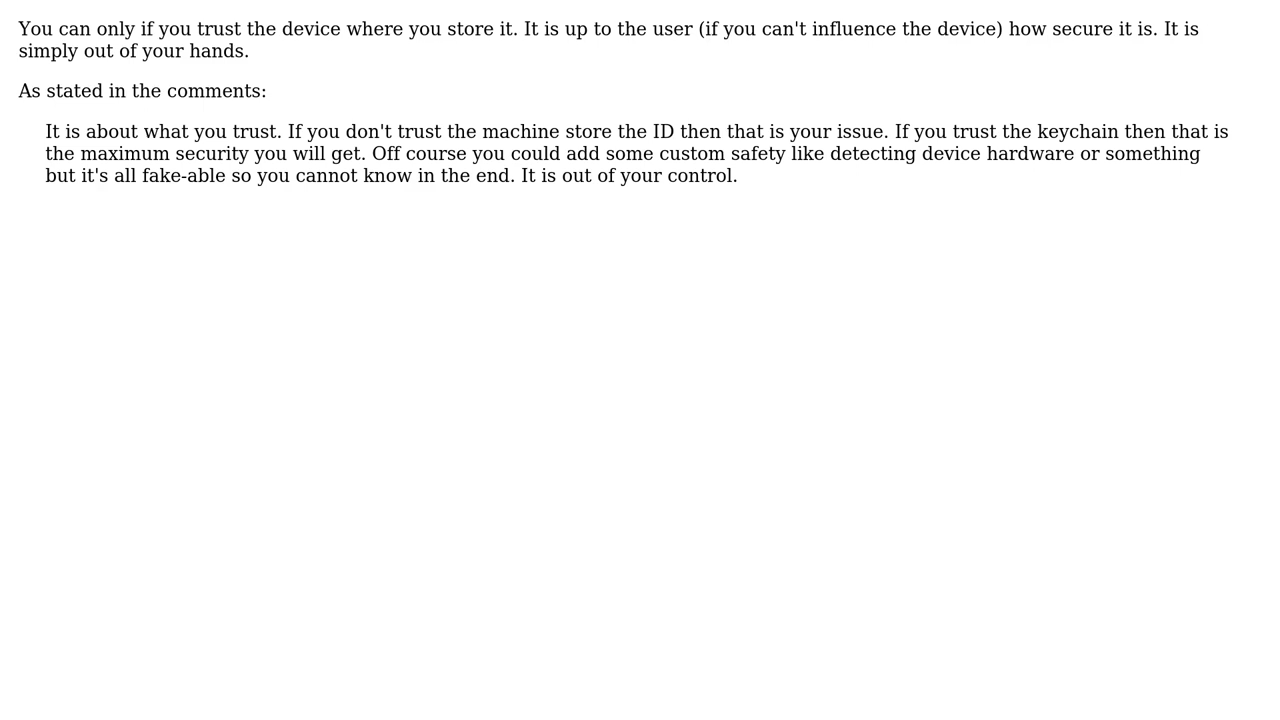 You can only if you trust the device where you store it. It is up to the user (if you can't influence the device) how secure it is. It is
simply out of your hands.
As stated in the comments:
It is about what you trust. If you don't trust the machine store the ID then that is your issue. If you trust the keychain then that is
the maximum security you will get. Off course you could add some custom safety like detecting device hardware or something
but it's all fake-able so you cannot know in the end. It is out of your control.